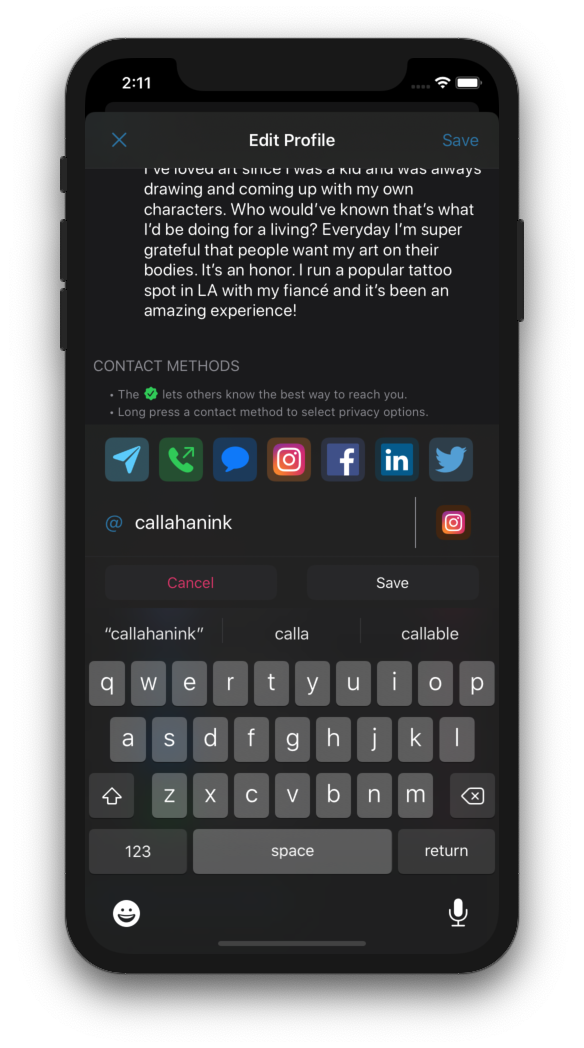 2:11
Edit Profile
Save
I've loved art since I was a kid and was always
drawing and coming up with my own
characters. Who would've known that's what
I'd be doing for a living? Everyday I'm super
grateful that people want my art on their
bodies. It's an honor. I run a popular tattoo
spot in LA with my fiancé and it's been an
amazing experience!
CONTACT METHODS
• The lets others know the best way to reach you.
• Long press a contact method to select privacy options.
f in
@ callahanink
Cancel
Save
“callahanink” calla callable
q w e r t y u i o p
a s d f g h j k l
z x c v b n m
123 space return